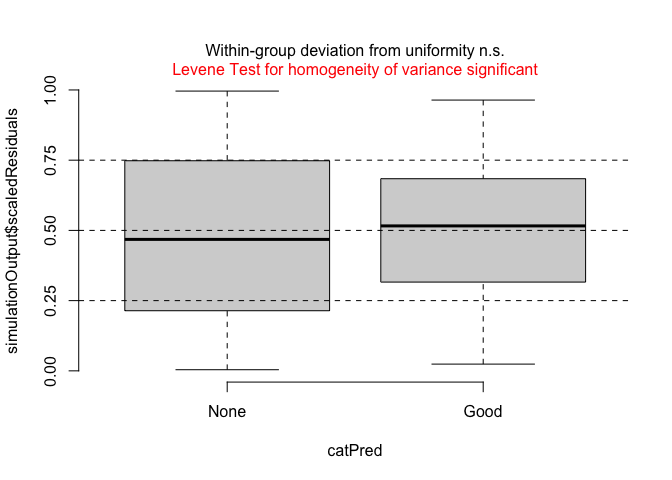 Within-group deviation from uniformity n.s.
Levene Test for homogeneity of variance significant
simulationOutput$scaledResiduals
1.00
0.75
0.50
0.25
0.00
None Good
catPred